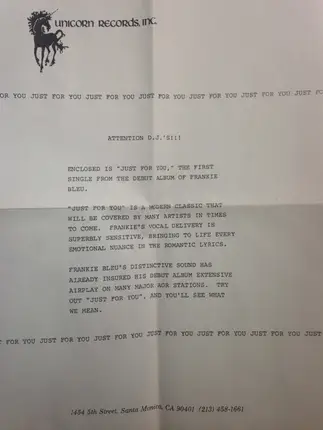 UNICORN RECORDS, INC.
OR YOU JUST FOR YOU JUST FOR YOU JUST FOR YOU JUST FOR YOU JUST FOR YOU JUST FOR
ATTENTION D.J.'S!!!
ENCLOSED IS "JUST FOR YOU," THE FIRST
SINGLE FROM THE DEBUT ALBUM OF FRANKIE
BLEU.
"JUST FOR YOU" IS A MODERN CLASSIC THAT
WILL BE COVERED BY MANY ARTISTS IN TIMES
TO COME. FRANKIE'S VOCAL DELIVERY IS
SUPERBLY SENSITIVE, BRINGING TO LIFE EVERY
EMOTIONAL NUANCE IN THE ROMANTIC LYRICS.
FRANKIE BLEU'S DISTINCTIVE SOUND HAS
ALREADY INSURED HIS DEBUT ALBUM EXTENSIVE
AIRPLAY ON MANY MAJOR AOR STATIONS. TRY
OUT "JUST FOR YOU", AND YOU'LL SEE WHAT
WE MEAN.
T FOR YOU JUST FOR YOU JUST FOR YOU JUST FOR YOU JUST FOR YOU JUST FOR YOU JUST
1454 5th Street, Santa Monica, CA 90401 (213) 458-1661